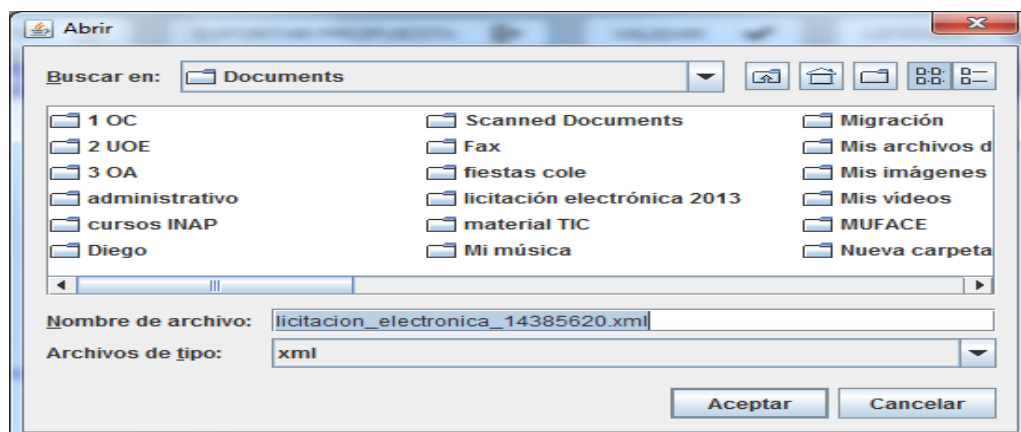 Abrir
Buscar en: Documents
1 OC Scanned Documents Migración
2 UOE Fax Mis archivos d
3 OA fiestas cole Mis imágenes
administrativo licitación electrónica 2013 Mis vídeos
cursos INAP material TIC MUFACE
Diego Mi música Nueva carpeta
Nombre de archivo: licitacion_electronica_14385620.xml
Archivos de tipo: xml
Aceptar Cancelar